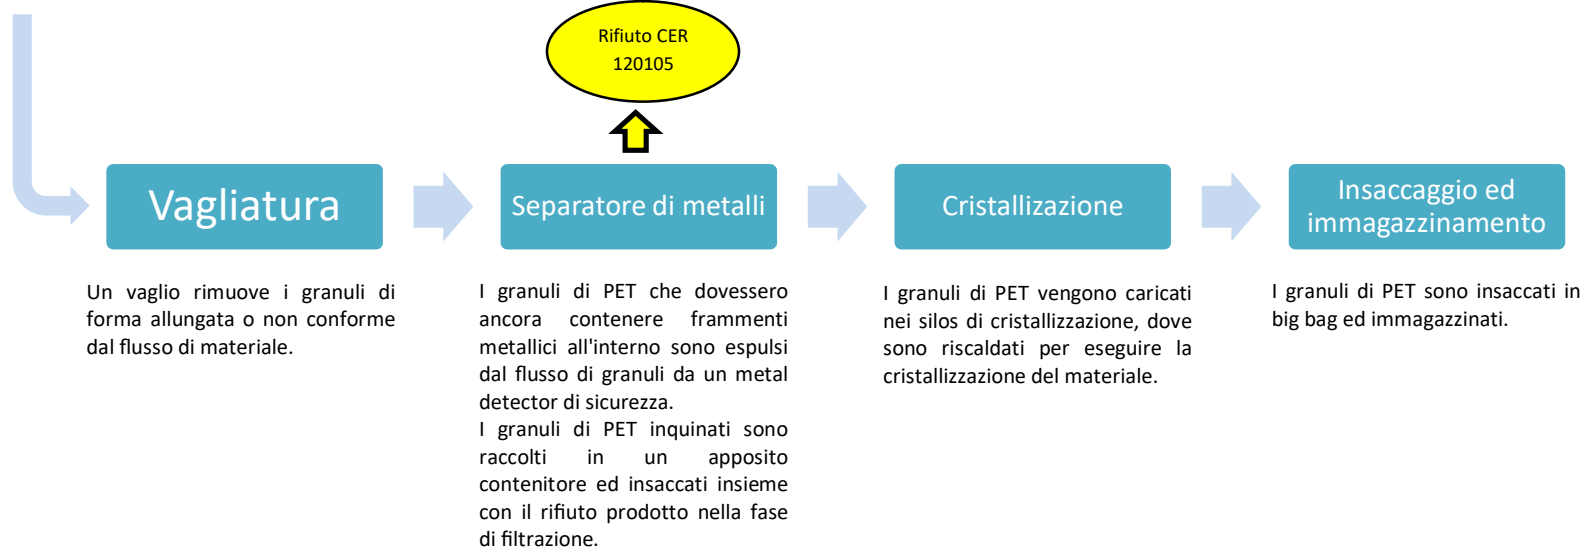 Rifiuto CER
120105
Vagliatura
Separatore di metalli
Cristallizazione
Insaccaggio ed
immagazzinamento
Un vaglio rimuove i granuli di
forma allungata o non conforme
dal flusso di materiale.
I granuli di PET che dovessero
ancora contenere frammenti
metallici all'interno sono espulsi
dal flusso di granuli da un metal
detector di sicurezza.
I granuli di PET inquinati sono
raccolti in un apposito
contenitore ed insaccati insieme
con il rifiuto prodotto nella fase
di filtrazione.
I granuli di PET vengono caricati
nei silos di cristallizzazione, dove
sono riscaldati per eseguire la
cristallizzazione del materiale.
I granuli di PET sono insaccati in
big bag ed immagazzinati.